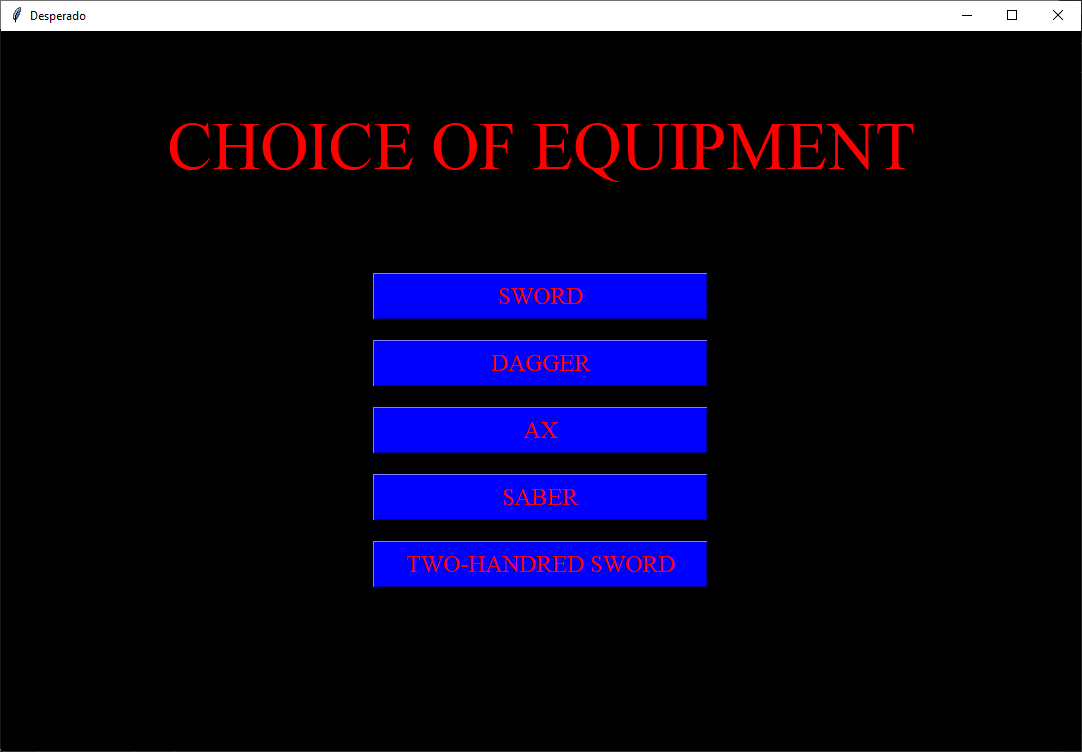 Desperado
CHOICE OF EQUIPMENT
SWORD
DAGGER
AX
SABER
TWO-HANDRED SWORD